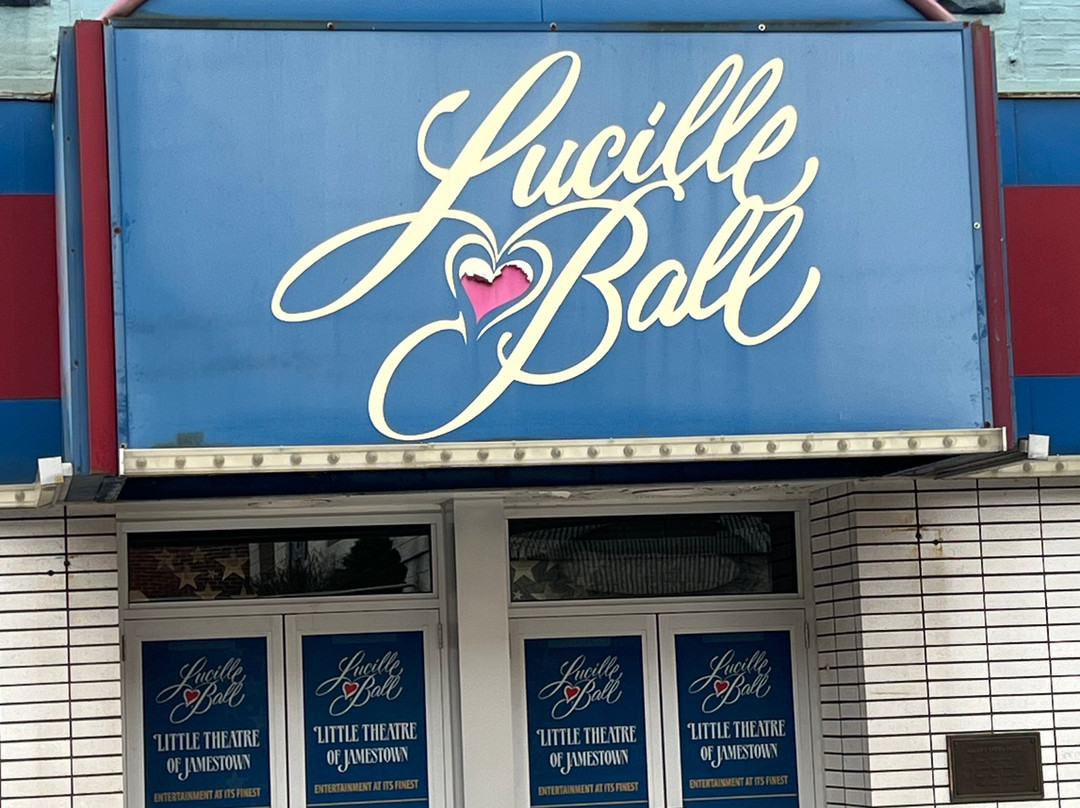 Lucille
Ball
Lucille
Ball
LITTLE THEATRE
OF JAMESTOWN
ENTERTAINMENT AT ITS FINEST
Lucille
Ball
LITTLE THEATRE
OF JAMESTOWN
ENTERTAINMENT AT ITS FINEST
Lucille
Ball
LITTLE THEATRE
OF JAMESTOWN
ENTERTAINMENT AT ITS FINEST
Lucille
Ball
LITTLE THEATRE
OF JAMESTOWN
ENTERTAINMENT AT ITS FINEST